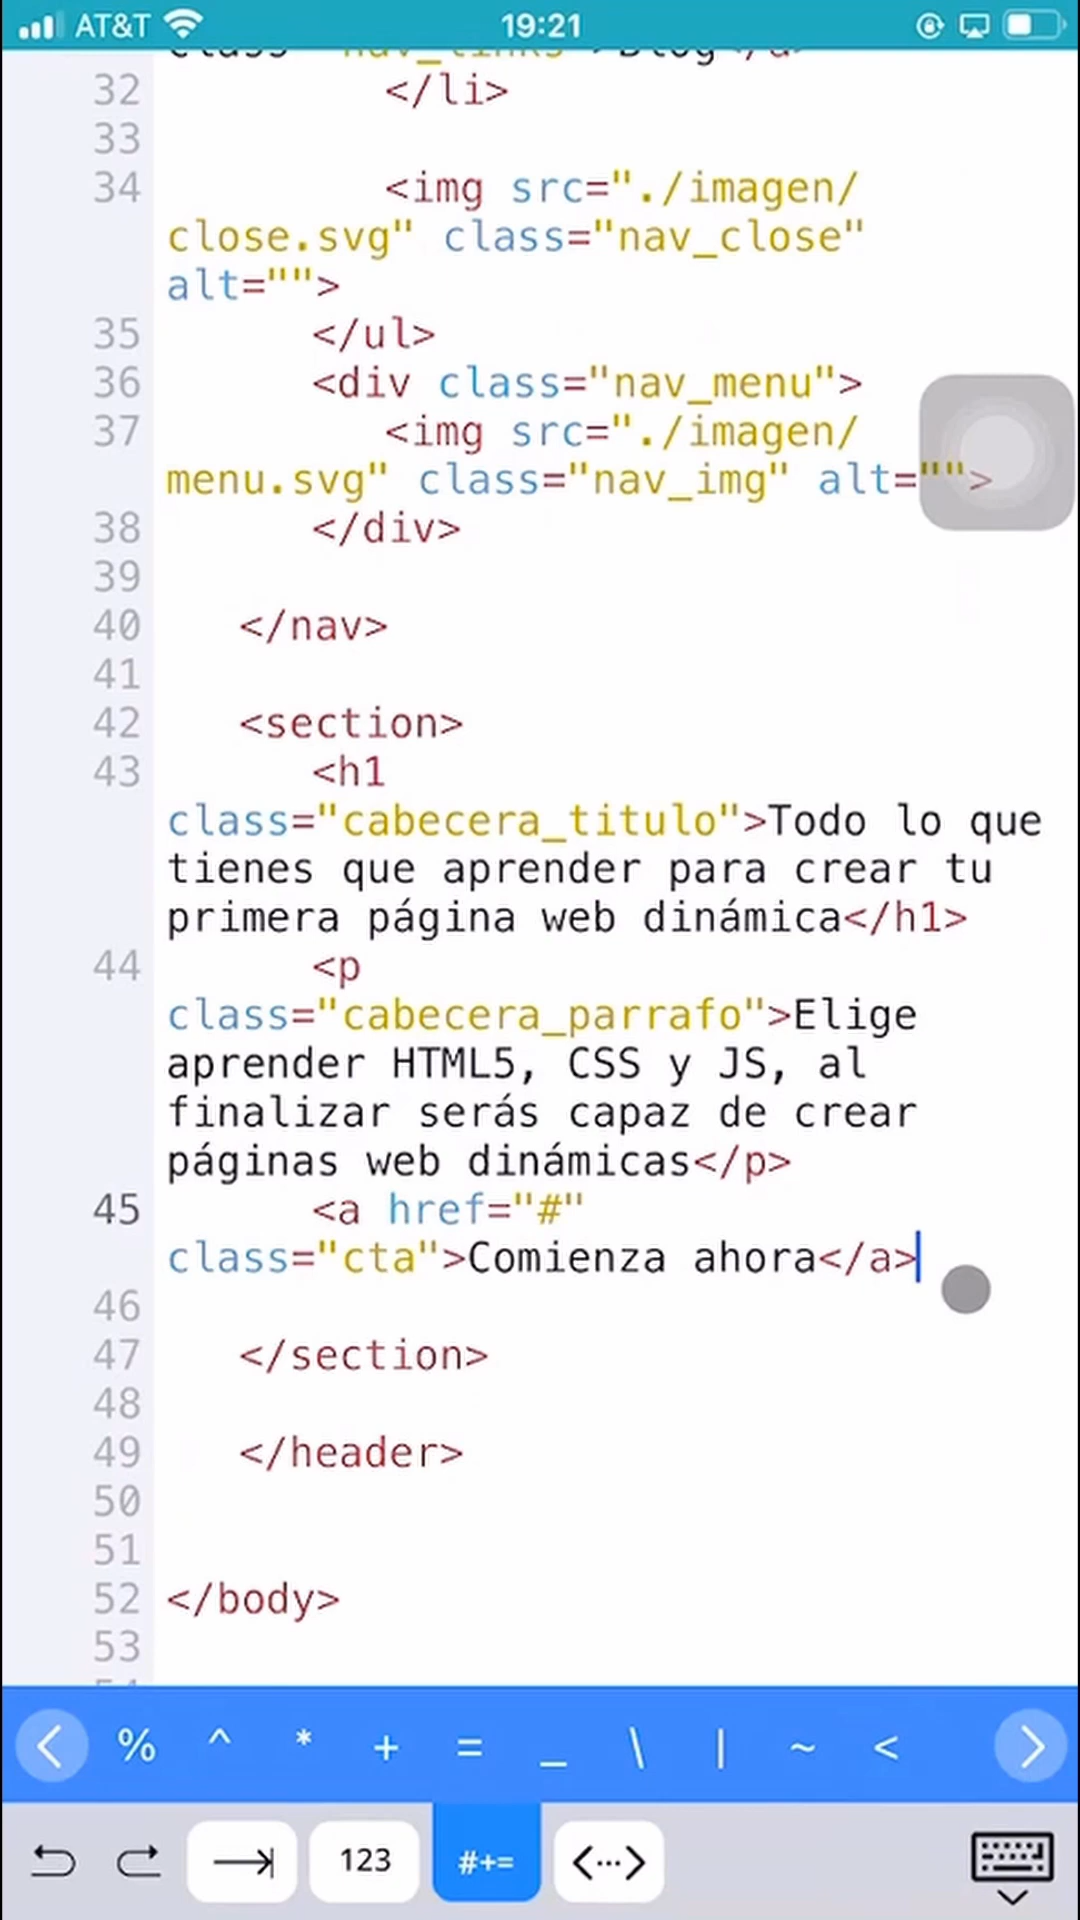 AT&T 19:21
class="nav_links">Blog</a>
32 </li>
33
34 <img src="./imagen/
close.svg" class="nav_close"
alt="">
35 </ul>
36 <div class="nav_menu">
37 <img src="./imagen/
menu.svg" class="nav_img" alt="">
38 </div>
39
40 </nav>
41
42 <section>
43 <h1
class="cabecera_titulo">Todo lo que
tienes que aprender para crear tu
primera página web dinámica</h1>
44 <p
class="cabecera_parrafo">Elige
aprender HTML5, CSS y JS, al
finalizar serás capaz de crear
páginas web dinámicas</p>
45 <a href="#"
class="cta">Comienza ahora</a>
46
47 </section>
48
49 </header>
50
51
52 </body>
53
54
% ^ * + = _ \ | ~ <
123 #+= <···>